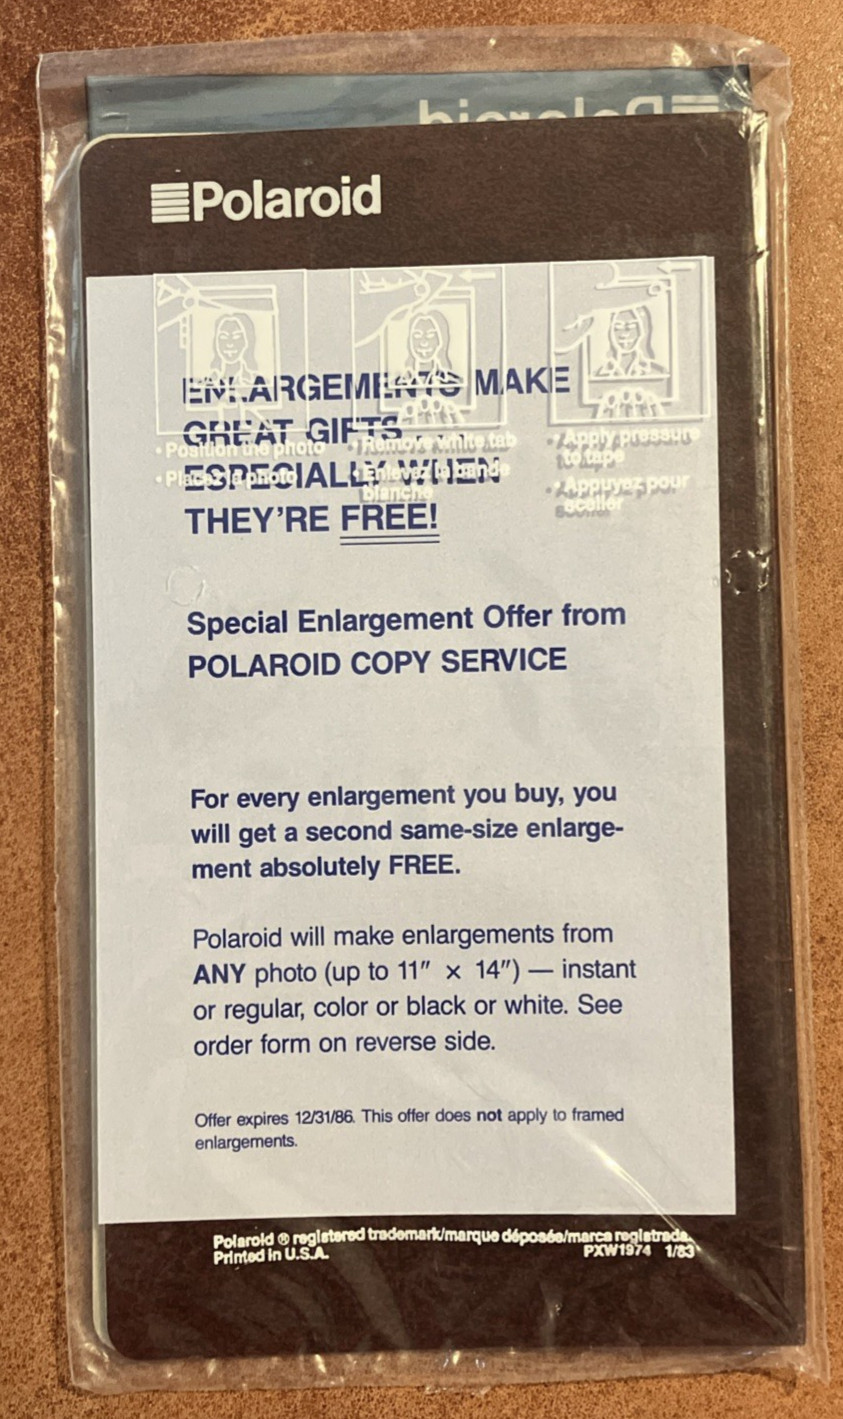 Polaroid
Polaroid
ENLARGEMENTS MAKE
GREAT GIFTS
ESPECIALLY WHEN
THEY'RE FREE!
• Position the photo
• Placez la photo
• Remove white tab
• Enlevez la bande
blanche
• Apply pressure
to tape
• Appuyez pour
sceller
Special Enlargement Offer from
POLAROID COPY SERVICE
For every enlargement you buy, you
will get a second same-size enlarge-
ment absolutely FREE.
Polaroid will make enlargements from
ANY photo (up to 11" × 14") — instant
or regular, color or black or white. See
order form on reverse side.
Offer expires 12/31/86. This offer does not apply to framed
enlargements.
Polaroid ® registered trademark/marque déposée/marca registrada.
Printed in U.S.A. PXW1974 1/83